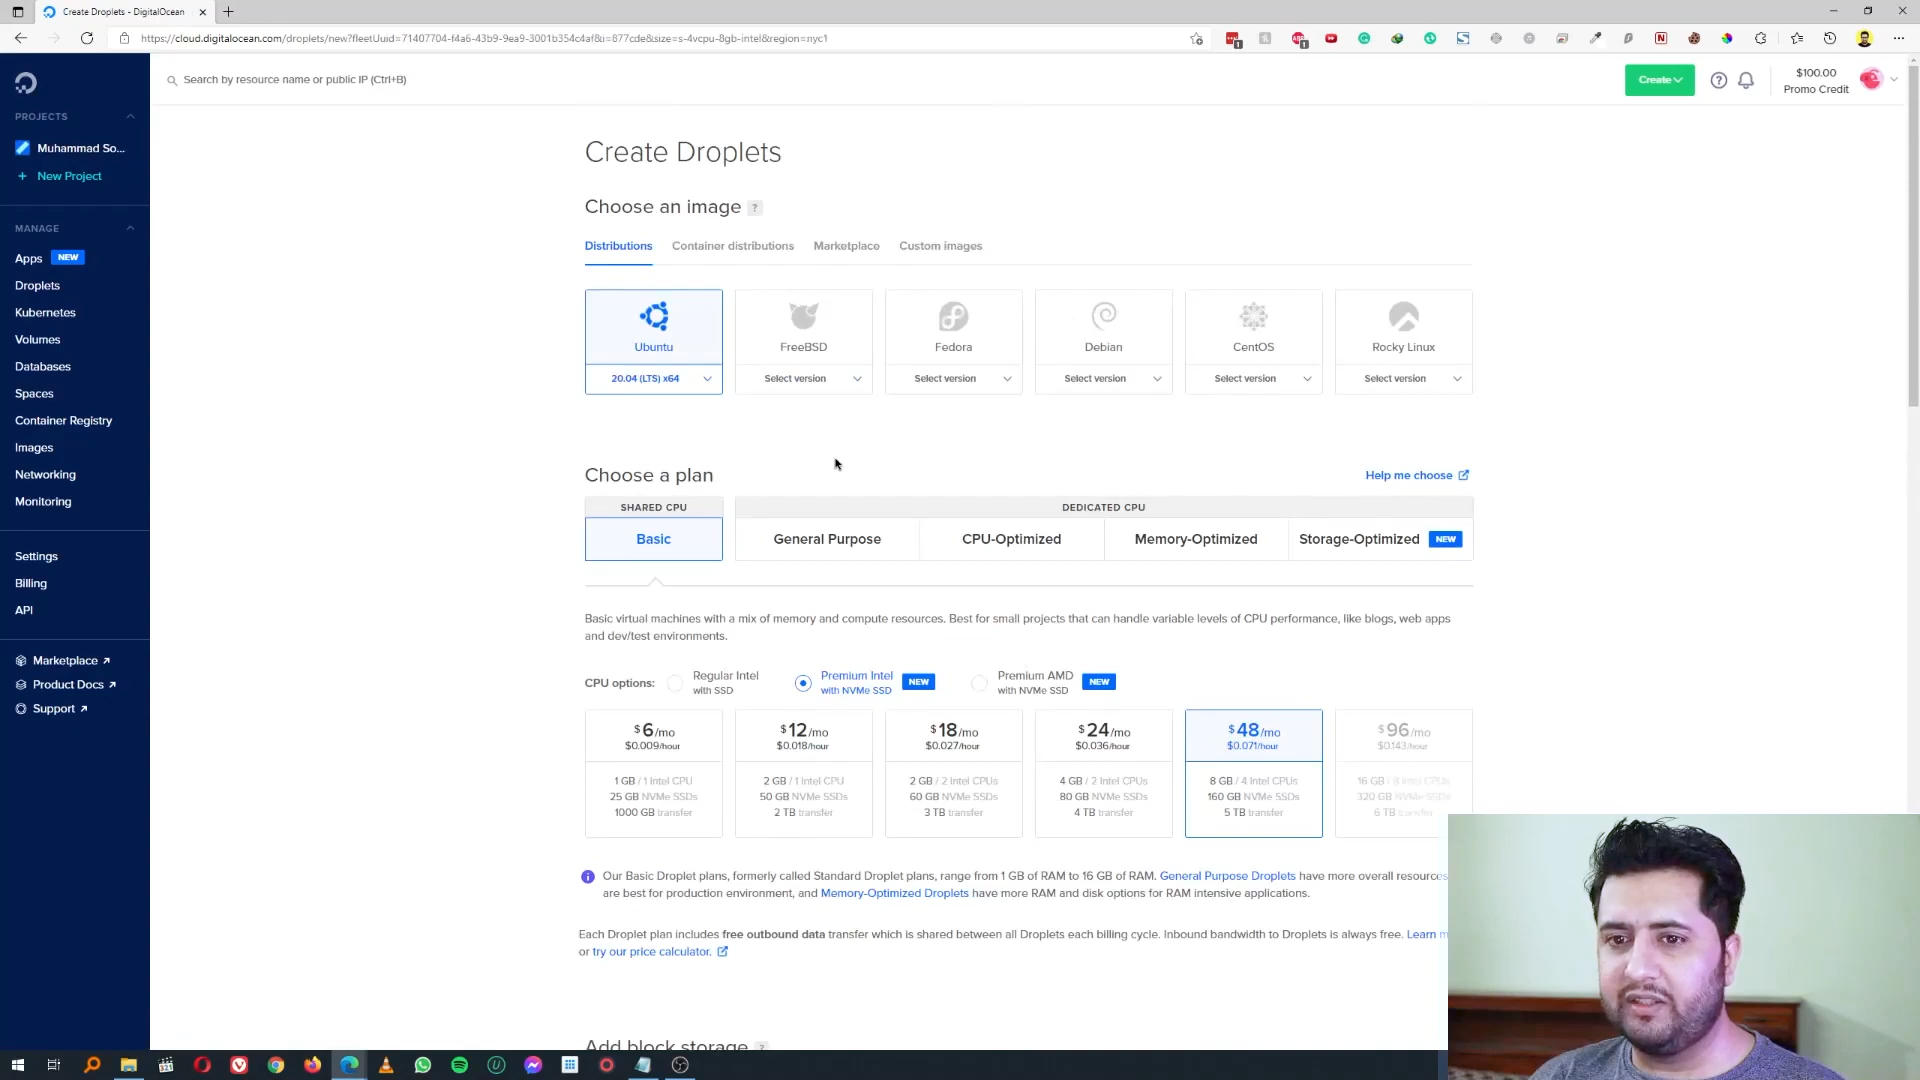 Create Droplets - DigitalOcean
https://cloud.digitalocean.com/droplets/new?fleetUuid=71407704-f4a6-43b9-9ea9-3001b354c4af&i=877cde&size=s-4vcpu-8gb-intel&region=nyc1
Search by resource name or public IP (Ctrl+B)
Create
$100.00
Promo Credit
PROJECTS
Muhammad So...
+ New Project
MANAGE
Apps NEW
Droplets
Kubernetes
Volumes
Databases
Spaces
Container Registry
Images
Networking
Monitoring
Settings
Billing
API
Marketplace
Product Docs
Support
Create Droplets
Choose an image ?
Distributions Container distributions Marketplace Custom images
Ubuntu FreeBSD Fedora Debian CentOS Rocky Linux
20.04 (LTS) x64 Select version Select version Select version Select version Select version
Choose a plan Help me choose
SHARED CPU DEDICATED CPU
Basic General Purpose CPU-Optimized Memory-Optimized Storage-Optimized NEW
Basic virtual machines with a mix of memory and compute resources. Best for small projects that can handle variable levels of CPU performance, like blogs, web apps
and dev/test environments.
CPU options: Regular Intel with SSD Premium Intel with NVMe SSD NEW Premium AMD with NVMe SSD NEW
$6/mo $12/mo $18/mo $24/mo $48/mo $96/mo
$0.009/hour $0.018/hour $0.027/hour $0.036/hour $0.071/hour $0.143/hour
1 GB / 1 Intel CPU 2 GB / 1 Intel CPU 2 GB / 2 Intel CPUs 4 GB / 2 Intel CPUs 8 GB / 4 Intel CPUs 16 GB / 8 Intel CPUs
25 GB NVMe SSDs 50 GB NVMe SSDs 60 GB NVMe SSDs 80 GB NVMe SSDs 160 GB NVMe SSDs 320 GB NVMe SSDs
1000 GB transfer 2 TB transfer 3 TB transfer 4 TB transfer 5 TB transfer 6 TB transfer
Our Basic Droplet plans, formerly called Standard Droplet plans, range from 1 GB of RAM to 16 GB of RAM. General Purpose Droplets have more overall resources
are best for production environment, and Memory-Optimized Droplets have more RAM and disk options for RAM intensive applications.
Each Droplet plan includes free outbound data transfer which is shared between all Droplets each billing cycle. Inbound bandwidth to Droplets is always free. Learn m
or try our price calculator.
Add block storage ?